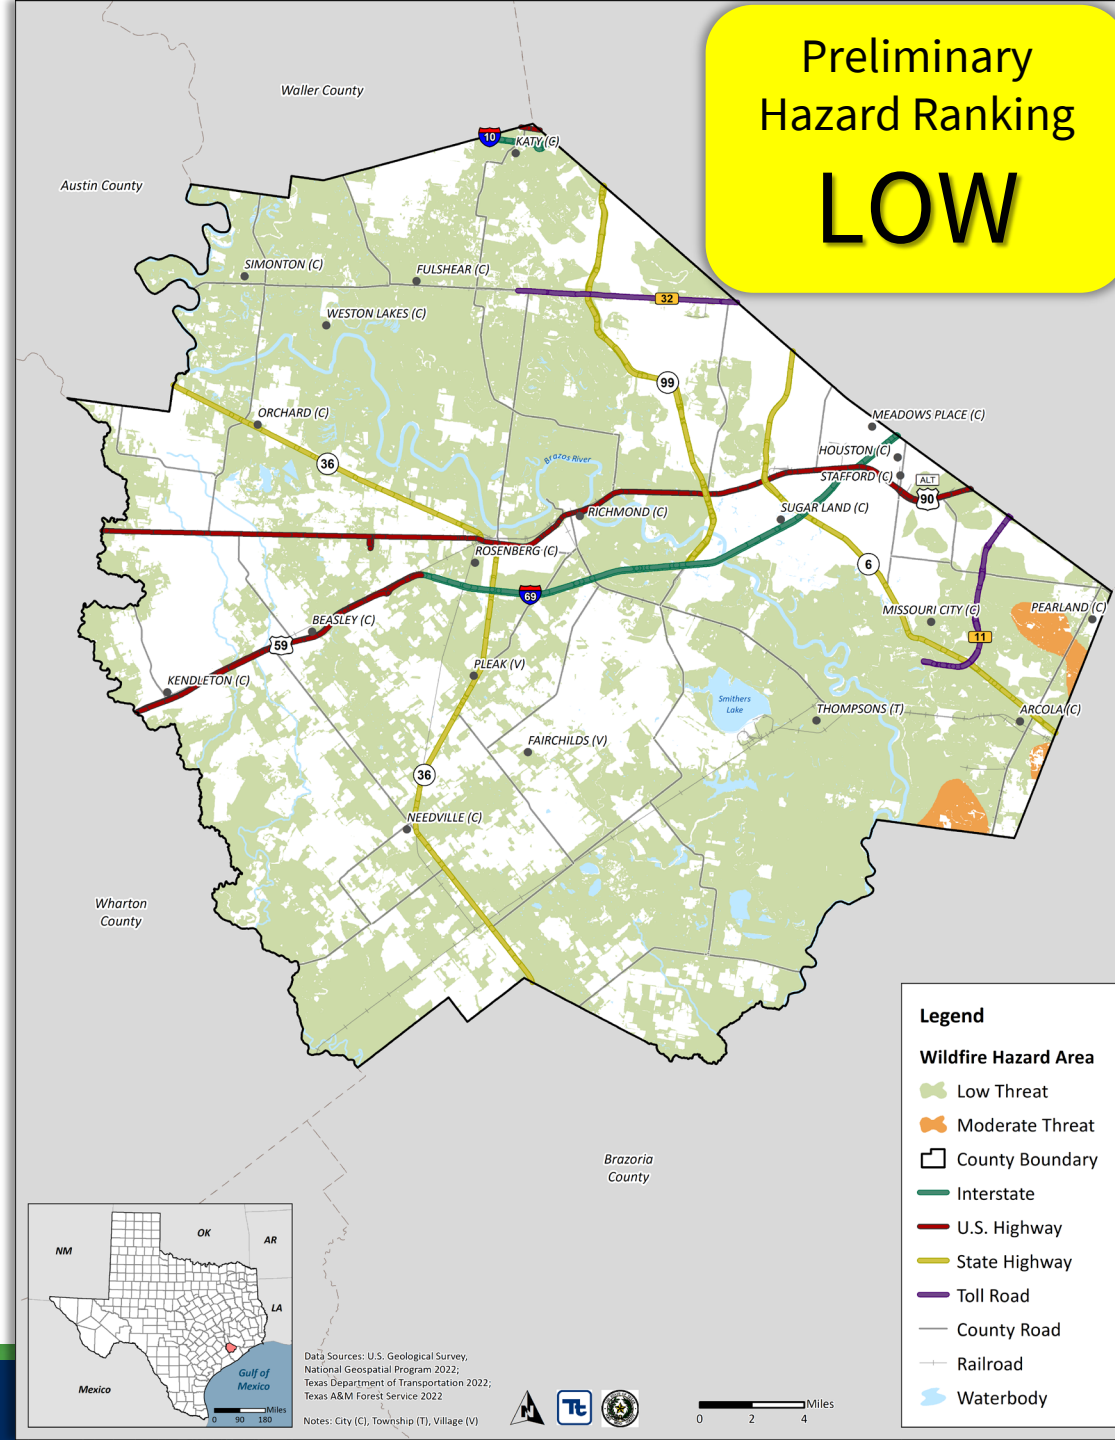 Preliminary
Hazard Ranking
LOW
Waller County
Austin County
10
KATY (C)
SIMONTON (C)
FULSHEAR (C)
32
WESTON LAKES (C)
99
ORCHARD (C)
MEADOWS PLACE (C)
36
HOUSTON (C)
Brazos River
STAFFORD (C)
ALT
90
RICHMOND (C)
SUGAR LAND (C)
ROSENBERG (C)
6
69
BEASLEY (C)
MISSOURI CITY (C)
PEARLAND (C)
11
59
PLEAK (V)
KENDLETON (C)
Smithers
Lake
THOMPSONS (T)
ARCOLA (C)
FAIRCHILDS (V)
36
NEEDVILLE (C)
Wharton
County
Brazoria
County
Legend
Wildfire Hazard Area
Low Threat
Moderate Threat
County Boundary
Interstate
U.S. Highway
State Highway
Toll Road
County Road
Railroad
Waterbody
NM
OK
AR
LA
Mexico
Gulf of
Mexico
Miles
0 90 180
Data Sources: U.S. Geological Survey,
National Geospatial Program 2022;
Texas Department of Transportation 2022;
Texas A&M Forest Service 2022
Notes: City (C), Township (T), Village (V)
N
Tt
Miles
0 2 4